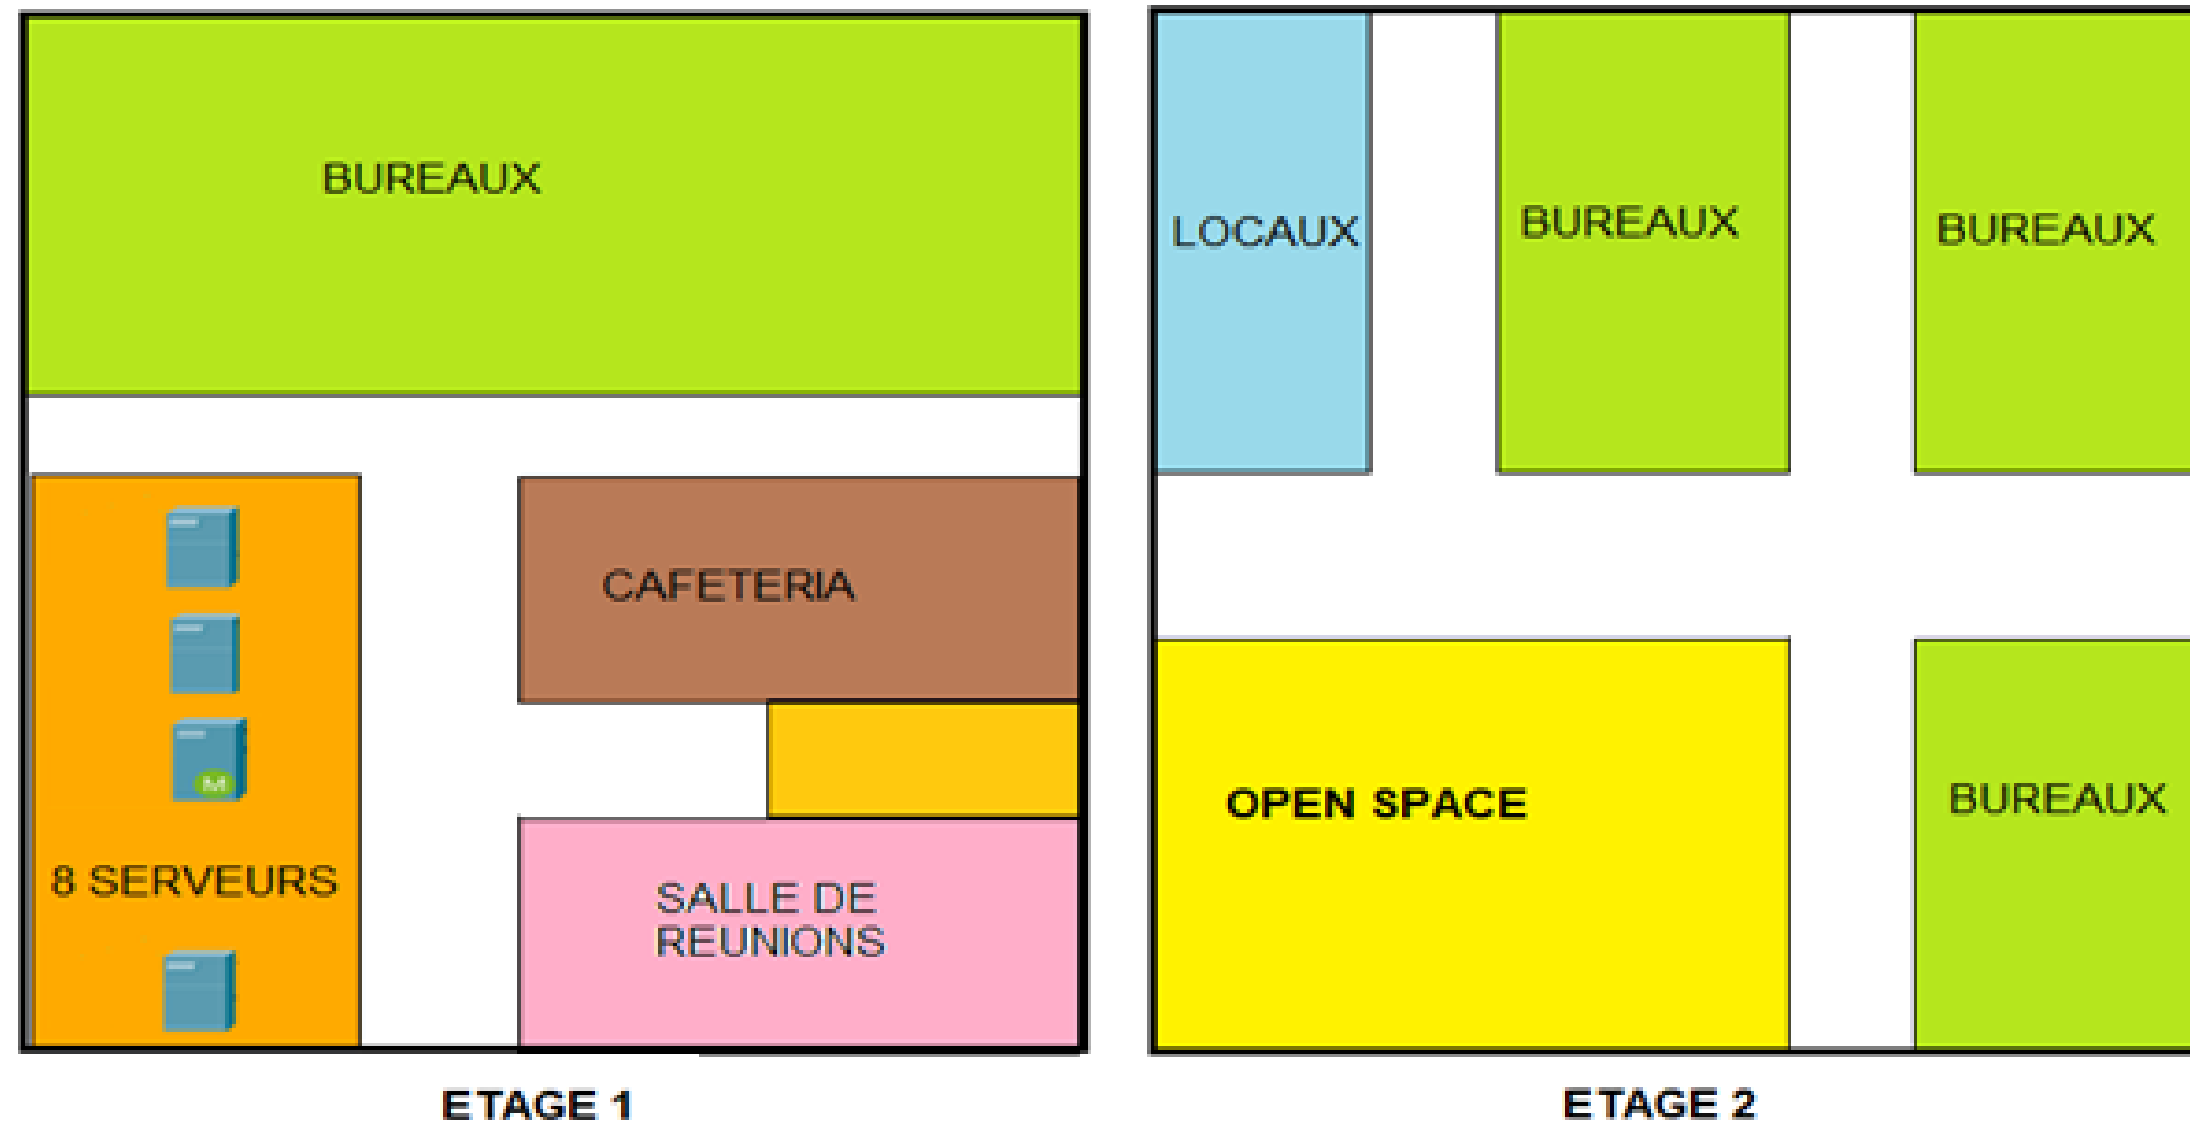 BUREAUX
CAFETERIA
M
8 SERVEURS
SALLE DE
REUNIONS
ETAGE 1
LOCAUX
BUREAUX
BUREAUX
OPEN SPACE
BUREAUX
ETAGE 2